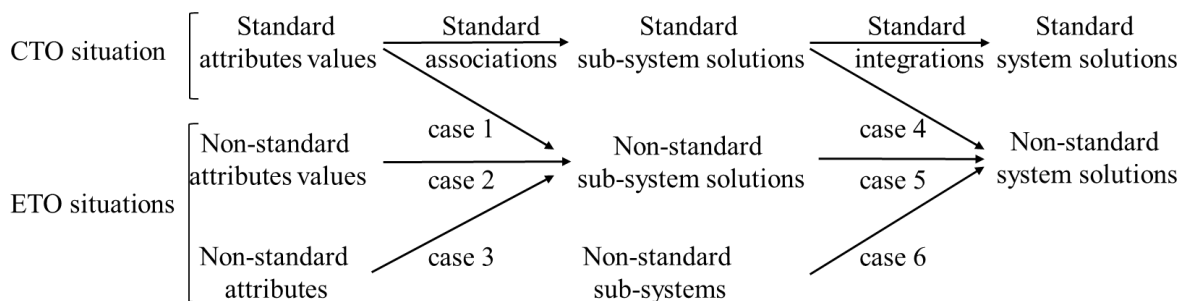 CTO situation
Standard
attributes values
Standard
associations
Standard
sub-system solutions
Standard
integrations
Standard
system solutions
case 1
case 4
ETO situations
Non-standard
attributes values
case 2
Non-standard
sub-system solutions
case 5
Non-standard
system solutions
Non-standard
attributes
case 3
Non-standard
sub-systems
case 6